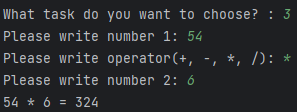 What task do you want to choose? : 3
Please write number 1: 54
Please write operator(+, -, *, /): *
Please write number 2: 6
54 * 6 = 324